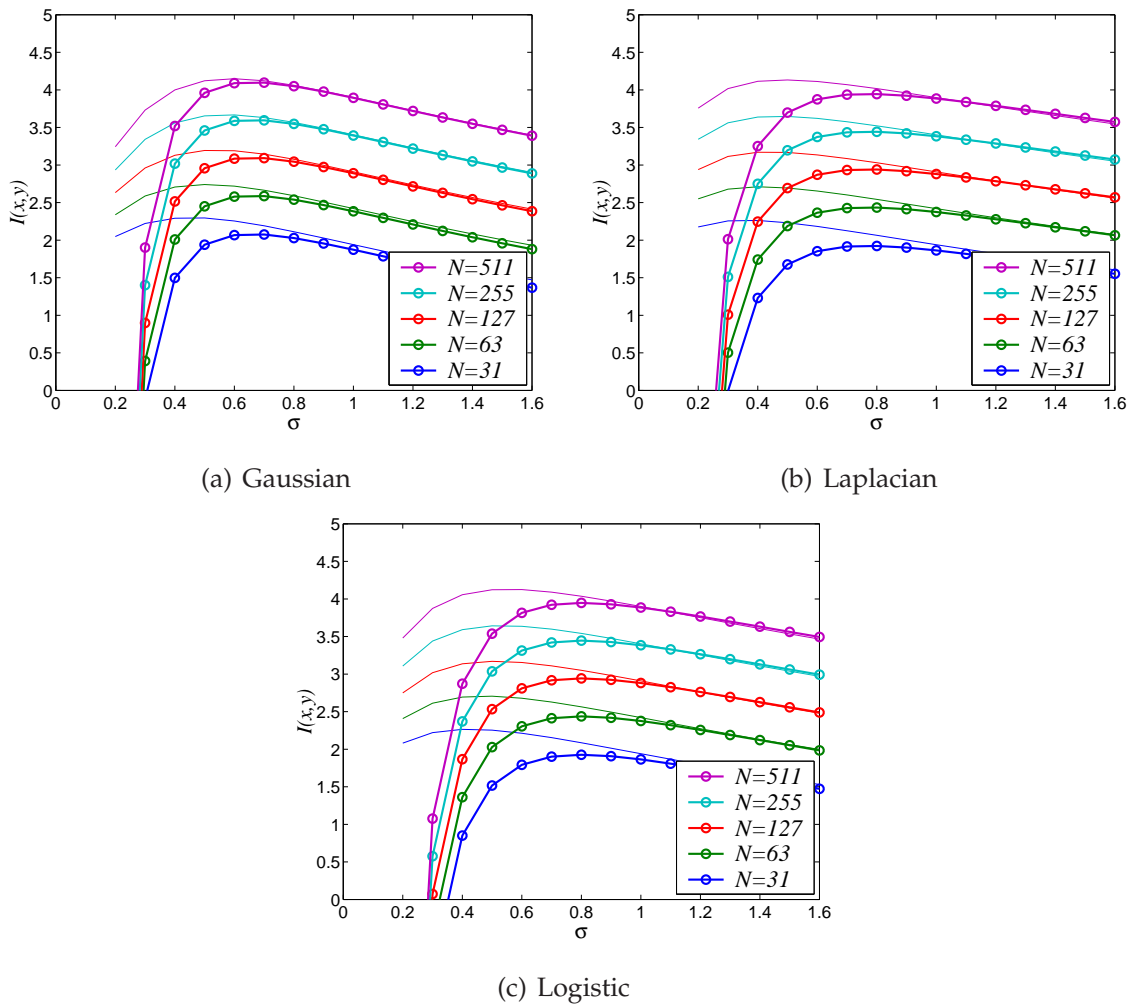 5
4.5
4
3.5
3
2.5
2
1.5
1
0.5
0
I(x,y)
0 0.2 0.4 0.6 0.8 1 1.2 1.4 1.6
σ
N=511
N=255
N=127
N=63
N=31
(a) Gaussian
5
4.5
4
3.5
3
2.5
2
1.5
1
0.5
0
I(x,y)
0 0.2 0.4 0.6 0.8 1 1.2 1.4 1.6
σ
N=511
N=255
N=127
N=63
N=31
(b) Laplacian
5
4.5
4
3.5
3
2.5
2
1.5
1
0.5
0
I(x,y)
0 0.2 0.4 0.6 0.8 1 1.2 1.4 1.6
σ
N=511
N=255
N=127
N=63
N=31
(c) Logistic